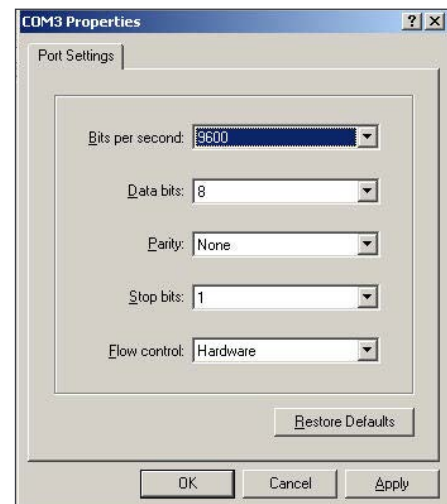 COM3 Properties
Port Settings
Bits per second: 9600
Data bits: 8
Parity: None
Stop bits: 1
Flow control: Hardware
Restore Defaults
OK Cancel Apply